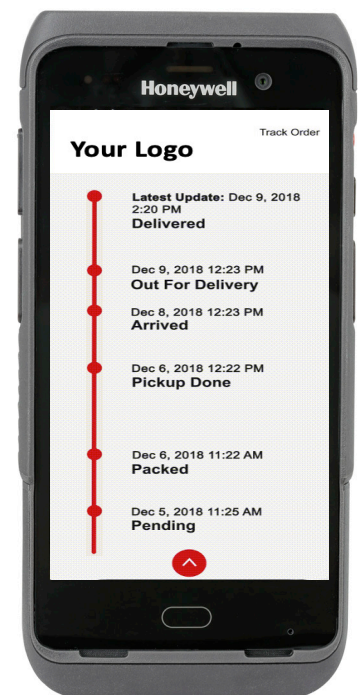 Honeywell
Track Order
Your Logo
Latest Update: Dec 9, 2018
2:20 PM
Delivered
Dec 9, 2018 12:23 PM
Out For Delivery
Dec 8, 2018 12:23 PM
Arrived
Dec 6, 2018 12:22 PM
Pickup Done
Dec 6, 2018 11:22 AM
Packed
Dec 5, 2018 11:25 AM
Pending